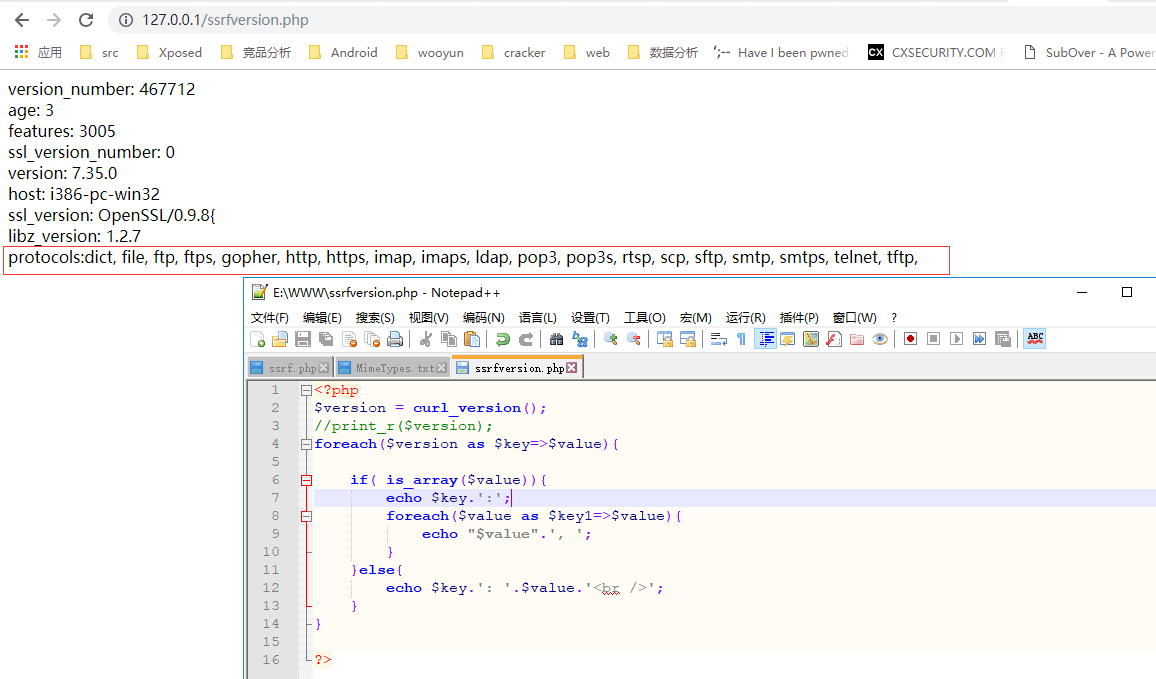 127.0.0.1/ssrfversion.php
应用 src Xposed 竞品分析 Android wooyun cracker web 数据分析 Have I been pwned CX CXSECURITY.COM SubOver - A Power
version_number: 467712
age: 3
features: 3005
ssl_version_number: 0
version: 7.35.0
host: i386-pc-win32
ssl_version: OpenSSL/0.9.8{
libz_version: 1.2.7
protocols:dict, file, ftp, ftps, gopher, http, https, imap, imaps, ldap, pop3, pop3s, rtsp, scp, sftp, smtp, smtps, telnet, tftp,
E:\WWW\ssrfversion.php - Notepad++
文件(F) 编辑(E) 搜索(S) 视图(V) 编码(N) 语言(L) 设置(T) 工具(O) 宏(M) 运行(R) 插件(P) 窗口(W) ?
ABC
ssrf.php MimeTypes.txt ssrfversion.php
1 <?php
2 $version = curl_version();
3 //print_r($version);
4 foreach($version as $key=>$value){
5
6 if( is_array($value)){
7 echo $key.':';
8 foreach($value as $key1=>$value){
9 echo "$value".', ';
10 }
11 }else{
12 echo $key.': '.$value.'<br />';
13 }
14 }
15
16 ?>